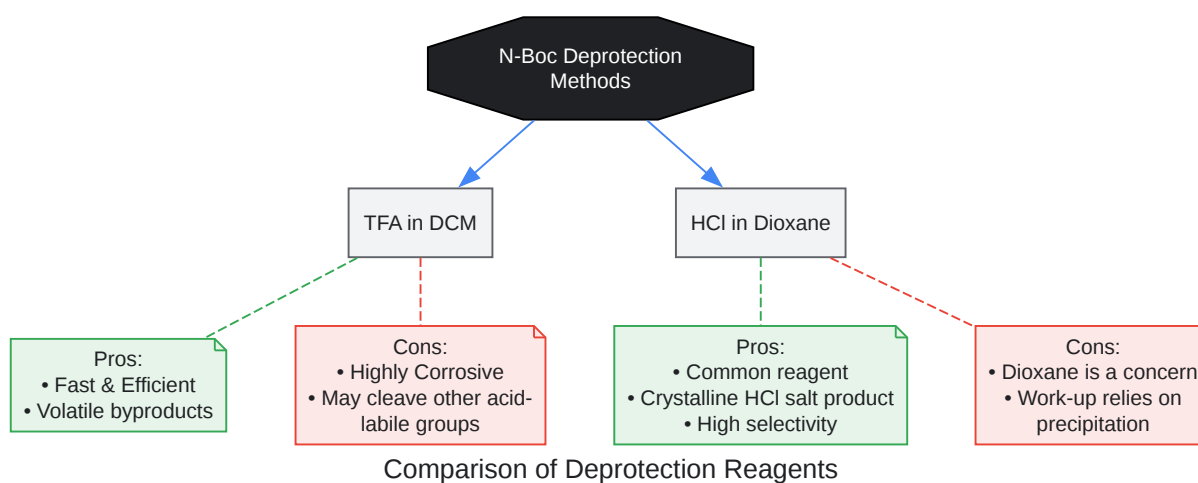 N-Boc Deprotection
Methods
TFA in DCM
HCl in Dioxane
Pros:
• Fast & Efficient
• Volatile byproducts
Cons:
• Highly Corrosive
• May cleave other acid-
labile groups
Pros:
• Common reagent
• Crystalline HCl salt product
• High selectivity
Cons:
• Dioxane is a concern
• Work-up relies on
precipitation
Comparison of Deprotection Reagents